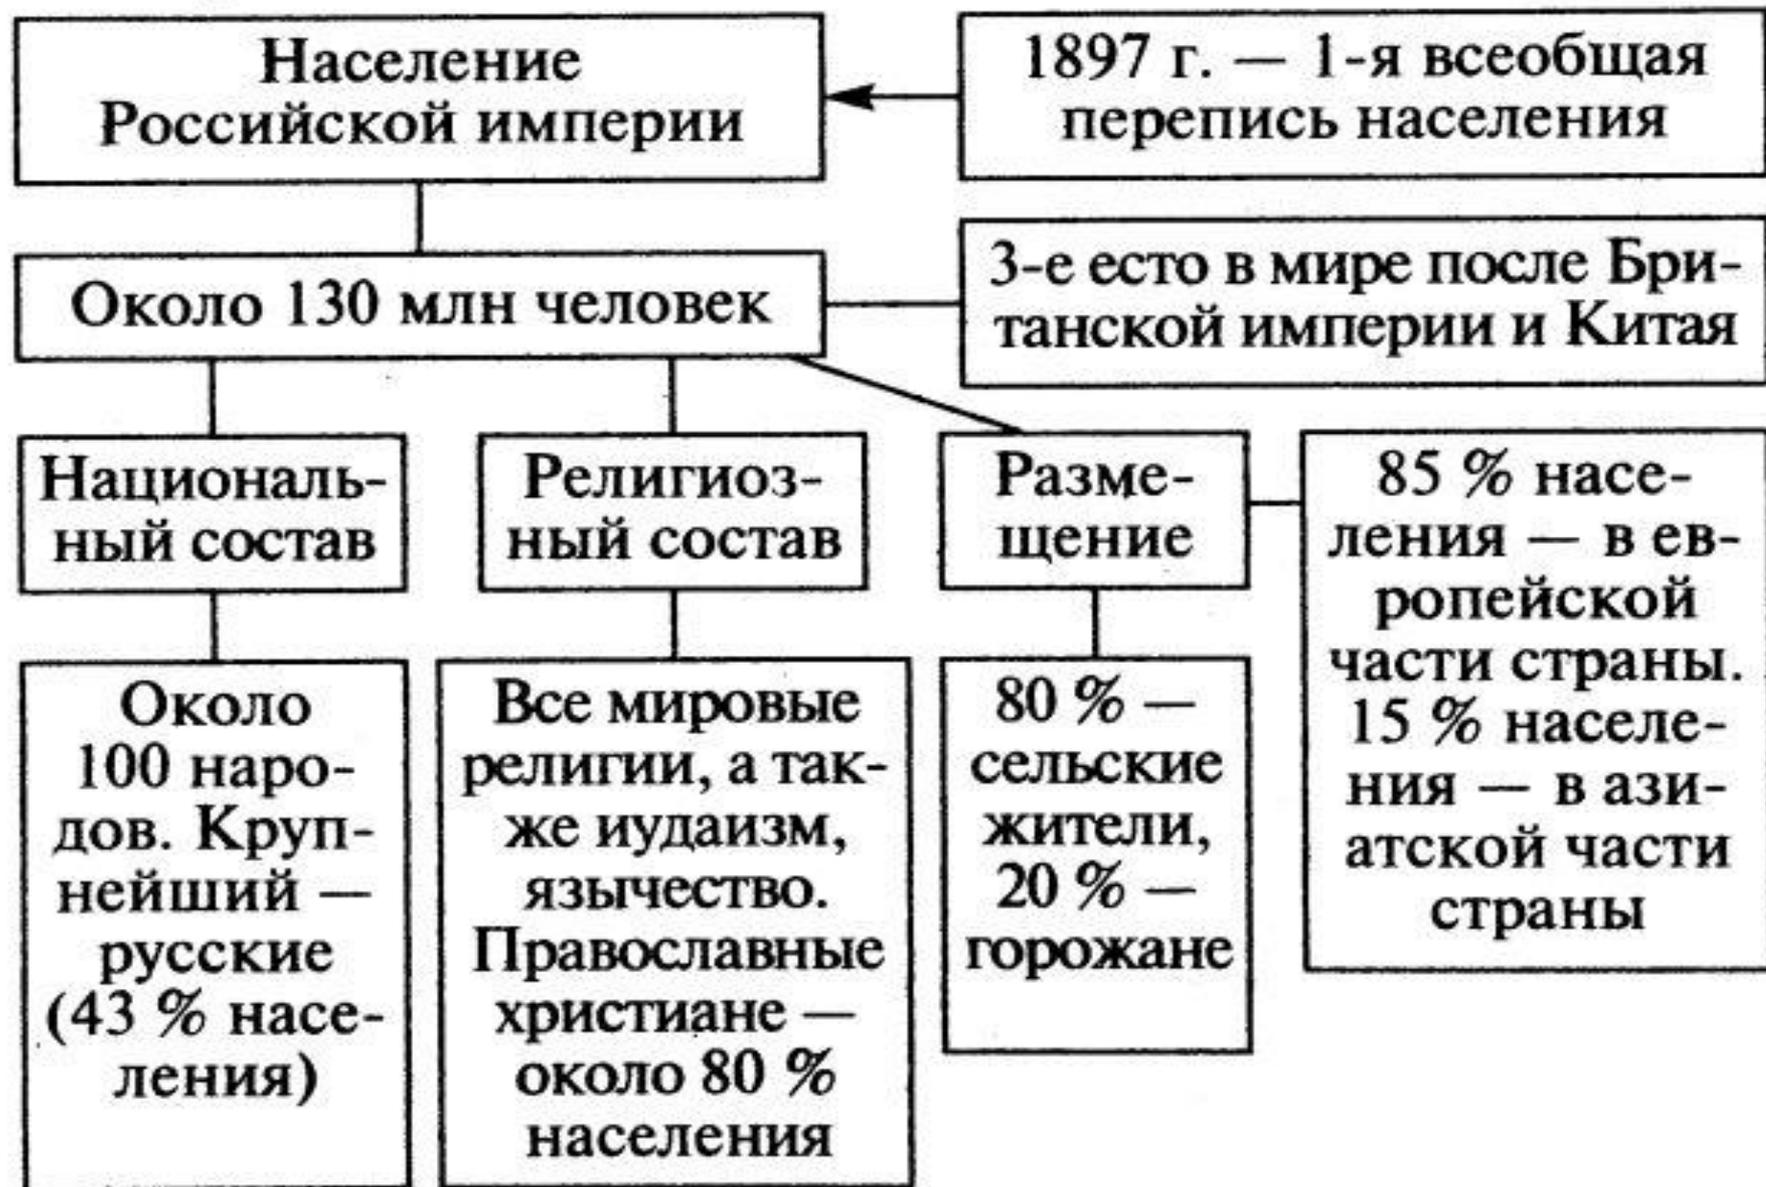 Население
Российской империи
1897 г. — 1-я всеобщая
перепись населения
Около 130 млн человек
3-е есто в мире после Бри-
танской империи и Китая
Националь-
ный состав
Религиоз-
ный состав
Разме-
щение
85 % насе-
ления — в ев-
ропейской
части страны.
15 % населе-
ния — в ази-
атской части
страны
Около
100 наро-
дов. Круп-
нейший —
русские
(43 % насе-
ления)
Все мировые
религии, а так-
же иудаизм,
язычество.
Православные
христиане —
около 80 %
населения
80 % —
сельские
жители,
20 % —
горожане